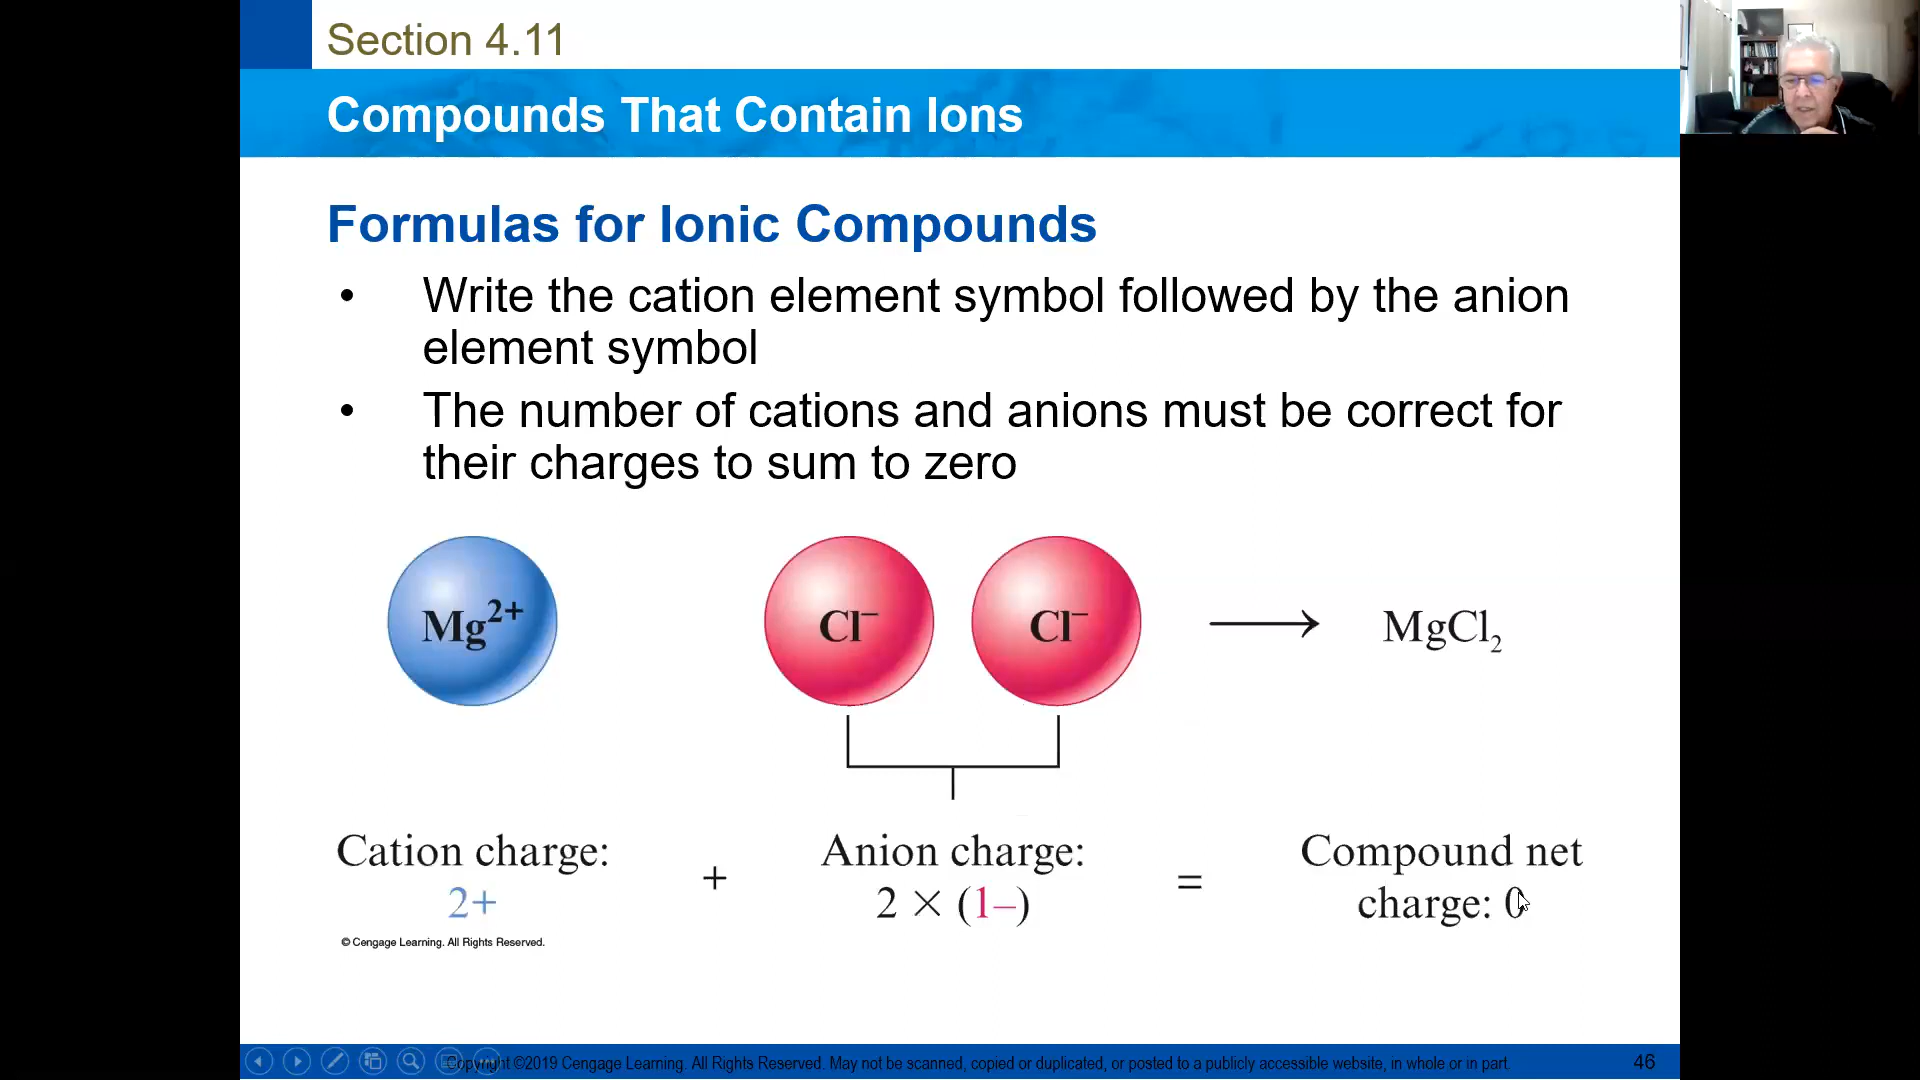 Section 4.11
Compounds That Contain Ions
Formulas for Ionic Compounds
• Write the cation element symbol followed by the anion
element symbol
• The number of cations and anions must be correct for
their charges to sum to zero
Mg²⁺ Cl⁻ Cl⁻ ⟶ MgCl₂
Cation charge: + Anion charge: = Compound net
2+ 2 × (1–) charge: 0
© Cengage Learning. All Rights Reserved.
Copyright ©2019 Cengage Learning. All Rights Reserved. May not be scanned, copied or duplicated, or posted to a publicly accessible website, in whole or in part. 46